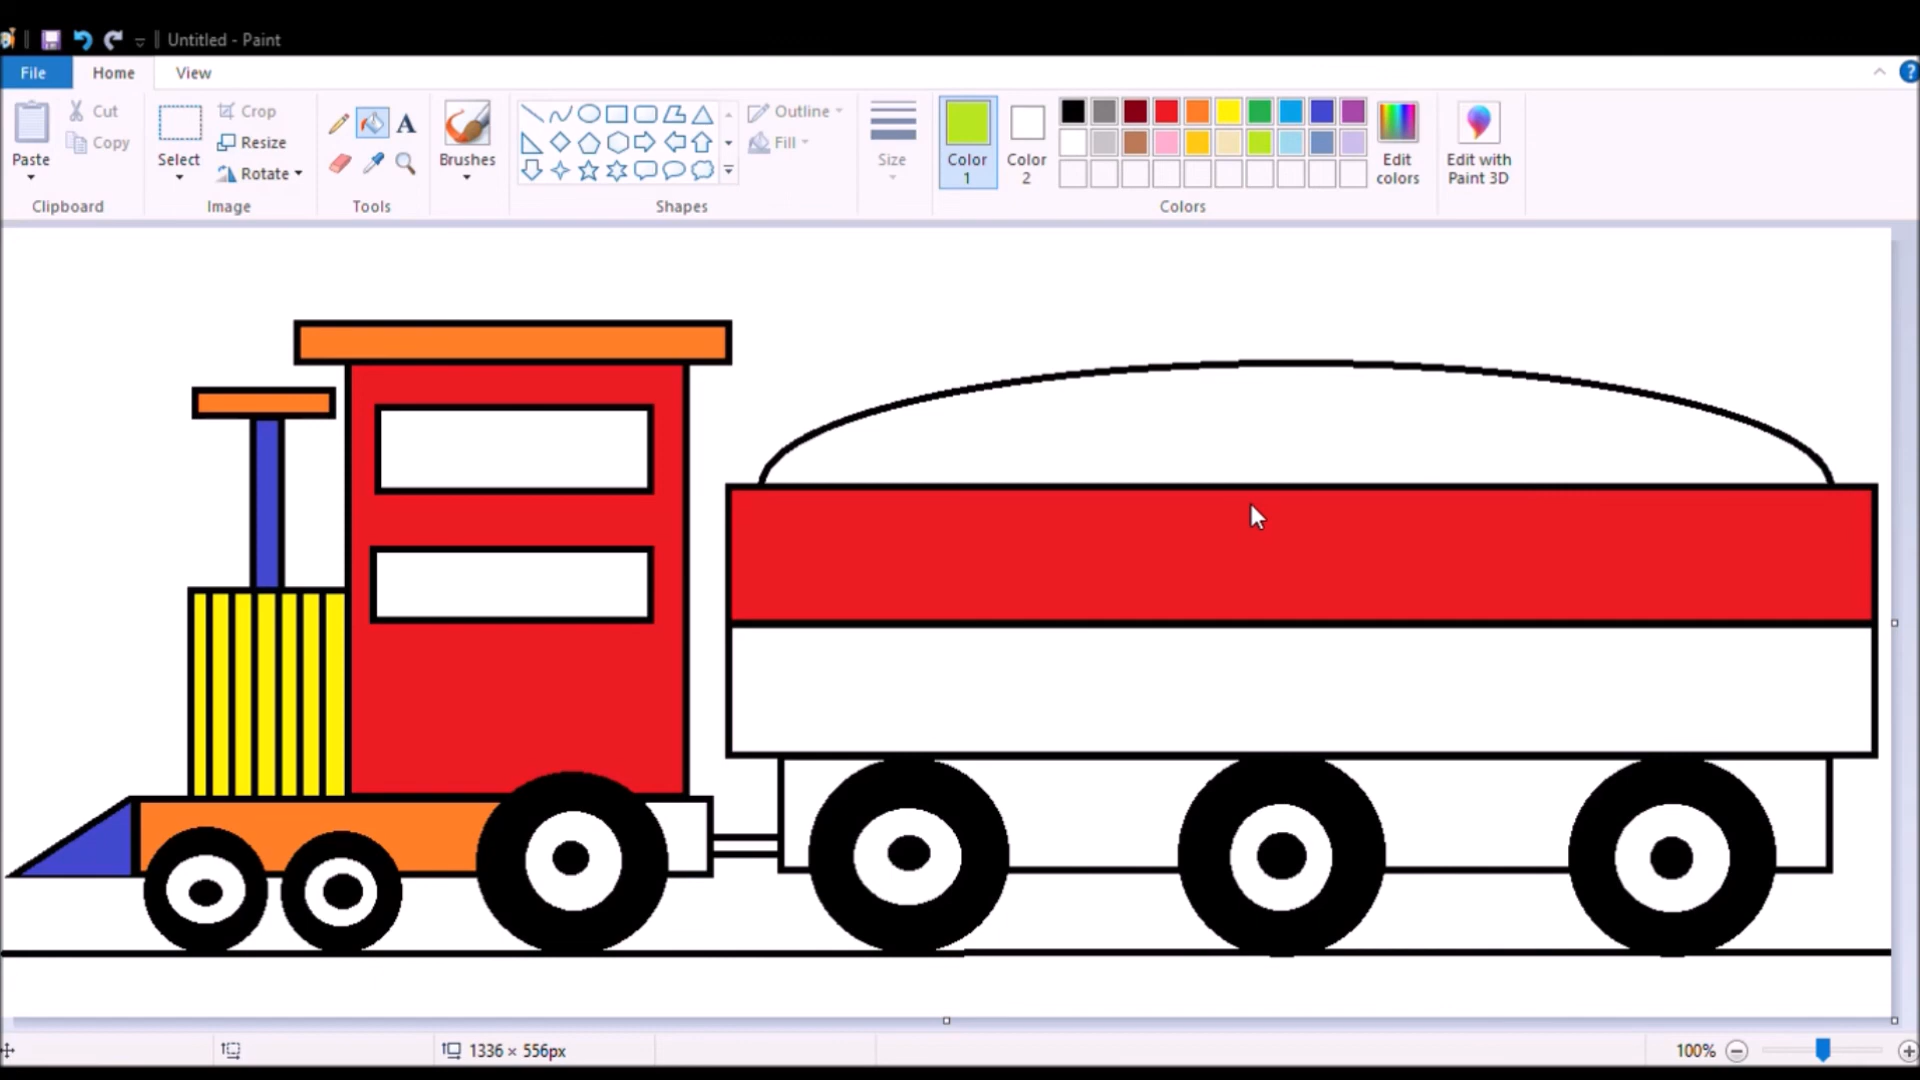 Untitled - Paint
File Home View
Paste
Cut
Copy
Clipboard
Select
Crop
Resize
Rotate
Image
A
Tools
Brushes
Shapes
Outline
Fill
Size
Color 1
Color 2
Edit colors
Colors
Edit with Paint 3D
?
1336 × 556px
100%